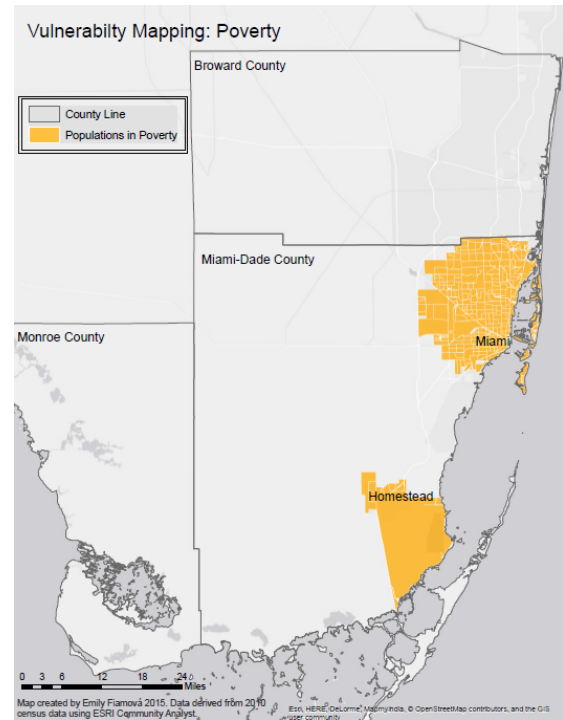 Vulnerabilty Mapping: Poverty
Broward County
County Line
Populations in Poverty
Miami-Dade County
Monroe County
Miami
Homestead
0 3 6 12 18 24
Miles
Map created by Emily Fiamová 2015. Data derived from 2010
census data using ESRI Community Analyst.
Esri, HERE, DeLorme, MapmyIndia, © OpenStreetMap contributors, and the GIS
user community